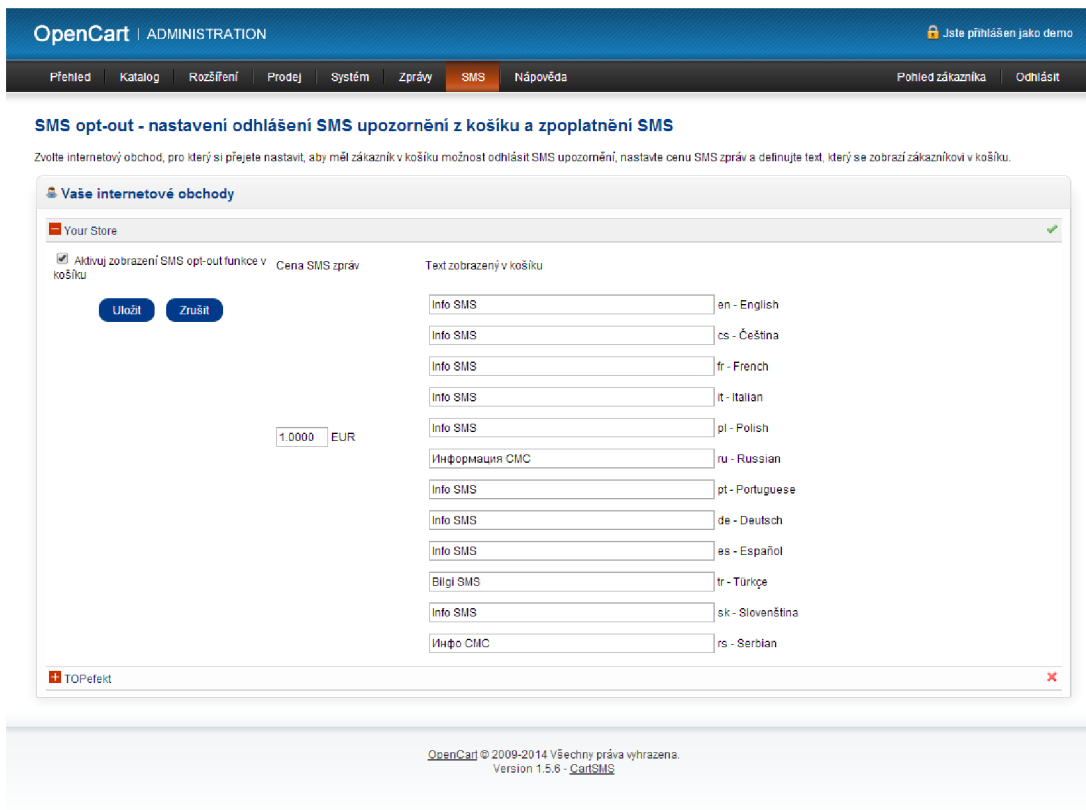 OpenCart | ADMINISTRATION
Jste přihlášen jako demo
Přehled Katalog Rozšíření Prodej Systém Zprávy SMS Nápověda Pohled zákazníka Odhlásit
SMS opt-out - nastavení odhlášení SMS upozornění z košíku a zpoplatnění SMS
Zvolte internetový obchod, pro který si přejete nastavit, aby měl zákazník v košíku možnost odhlásit SMS upozornění, nastavte cenu SMS zpráv a definujte text, který se zobrazí zákazníkovi v košíku.
Vaše internetové obchody
Your Store
Aktivuj zobrazení SMS opt-out funkce v košíku
Cena SMS zpráv
Text zobrazený v košíku
Uložit Zrušit
1.0000 EUR
Info SMS en - English
Info SMS cs - Čeština
Info SMS fr - French
Info SMS it - Italian
Info SMS pl - Polish
Информация СМС ru - Russian
Info SMS pt - Portuguese
Info SMS de - Deutsch
Info SMS es - Español
Bilgi SMS tr - Türkçe
Info SMS sk - Slovenština
Инфо СМС rs - Serbian
TOPefekt
OpenCart © 2009-2014 Všechny práva vyhrazena.
Version 1.5.6 - CartSMS